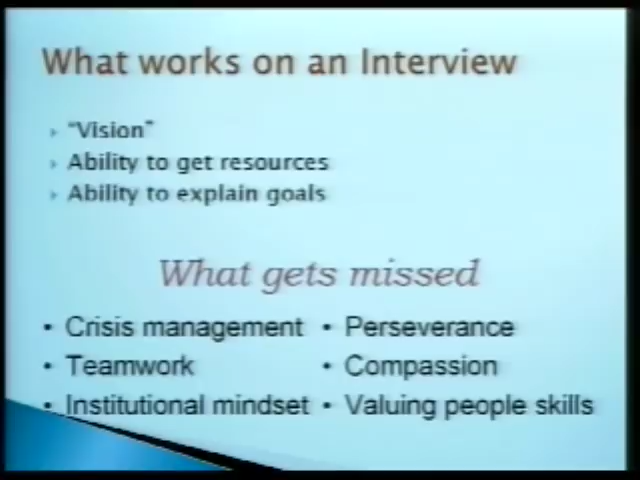 What works on an Interview
"Vision"
Ability to get resources
Ability to explain goals
What gets missed
• Crisis management • Perseverance
• Teamwork • Compassion
• Institutional mindset • Valuing people skills